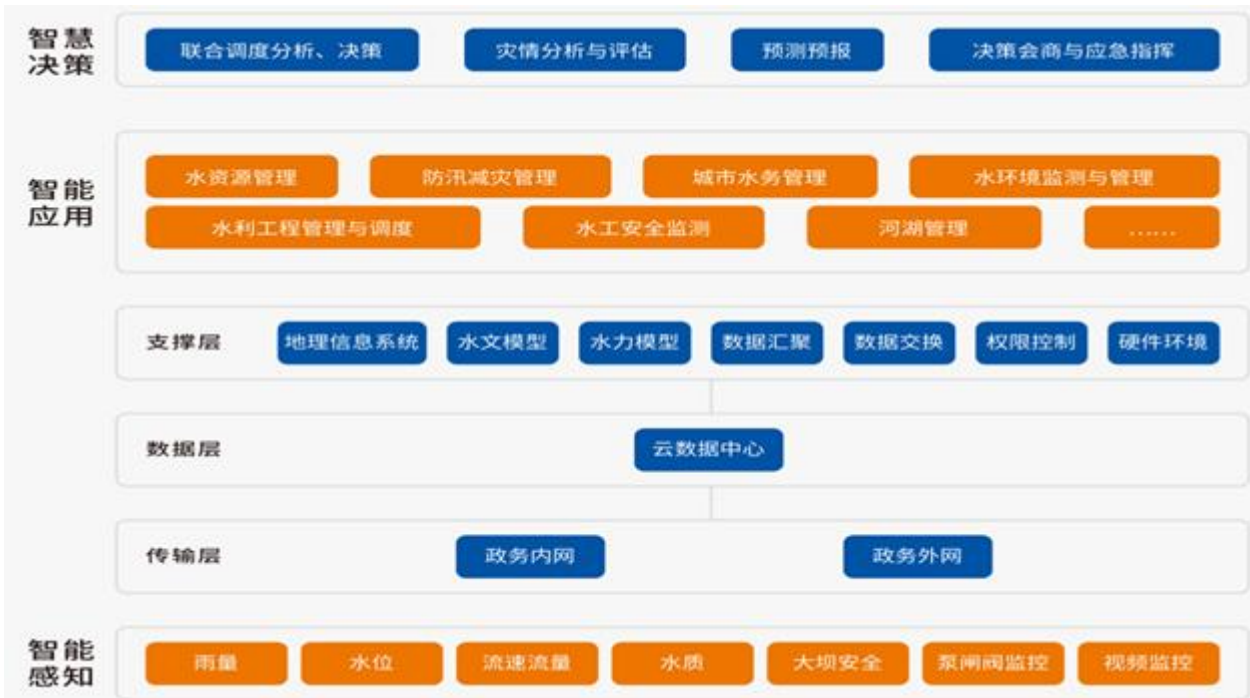 智慧
决策
联合调度分析、决策 灾情分析与评估 预测预报 决策会商与应急指挥
智能
应用
水资源管理 防汛减灾管理 城市水务管理 水环境监测与管理
水利工程管理与调度 水工安全监测 河湖管理 ……
支撑层 地理信息系统 水文模型 水力模型 数据汇聚 数据交换 权限控制 硬件环境
数据层 云数据中心
传输层 政务内网 政务外网
智能
感知
雨量 水位 流速流量 水质 大坝安全 泵闸阀监控 视频监控